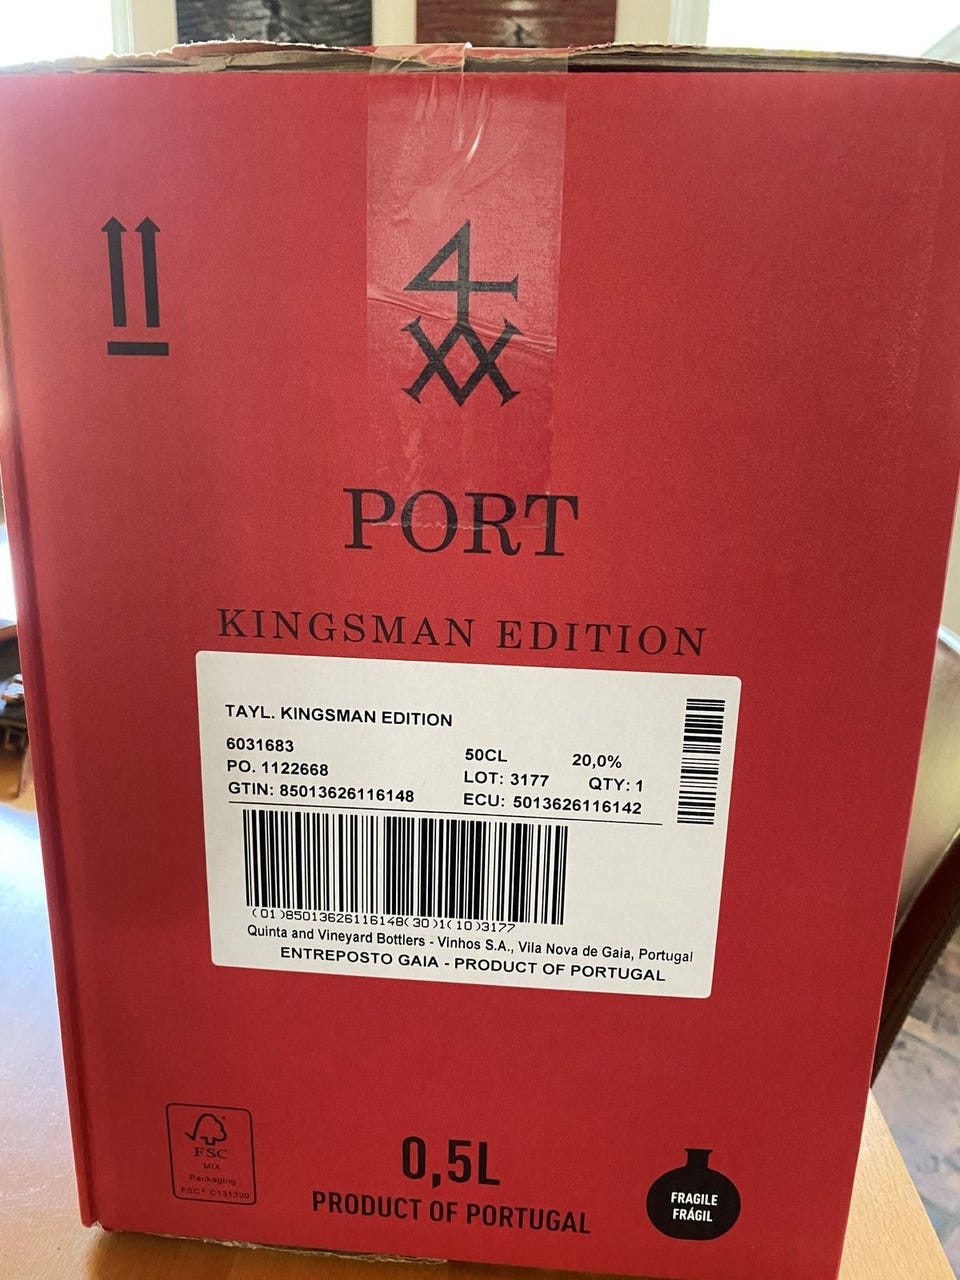 PORT
KINGSMAN EDITION
TAYL. KINGSMAN EDITION
6031683 50CL 20,0%
PO. 1122668 LOT: 3177 QTY: 1
GTIN: 85013626116148 ECU: 5013626116142
(01)85013626116148(30)1(10)3177
Quinta and Vineyard Bottlers - Vinhos S.A., Vila Nova de Gaia, Portugal
ENTREPOSTO GAIA - PRODUCT OF PORTUGAL
FSC
MIX
Packaging
FSC® C131390
0,5L
PRODUCT OF PORTUGAL
FRAGILE
FRÁGIL